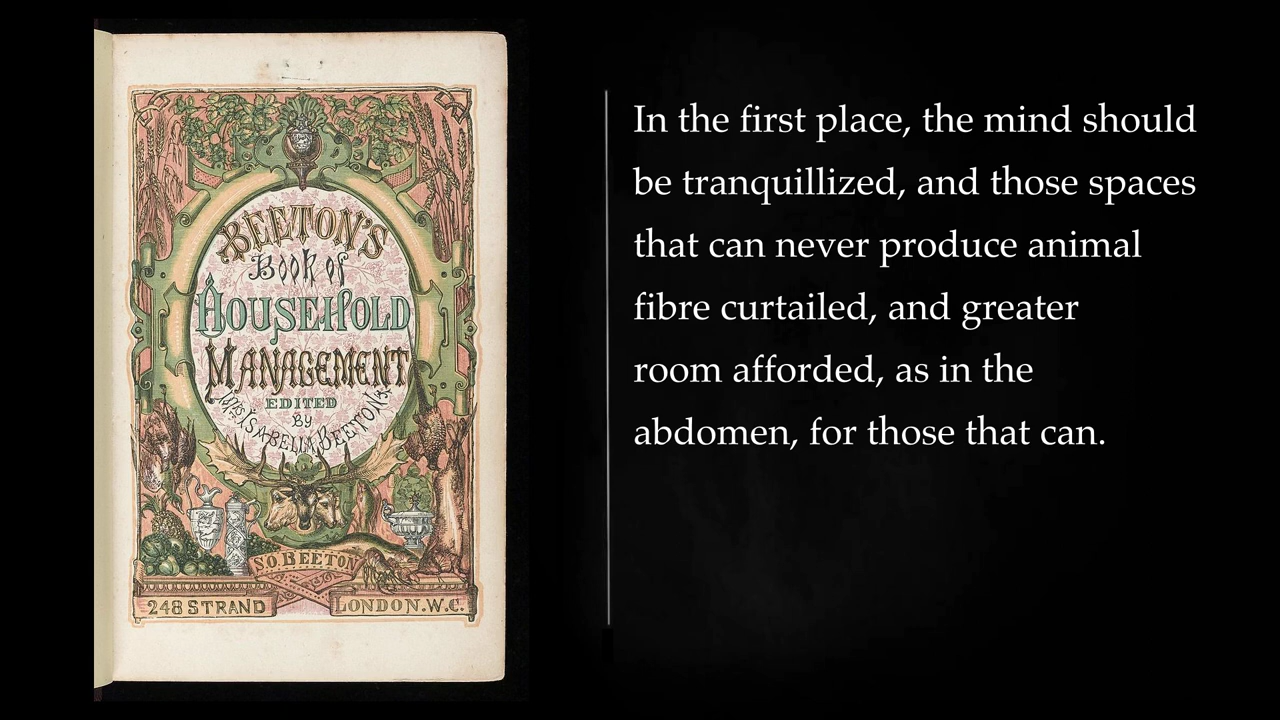 BEETON'S
Book of
HOUSEHOLD
MANAGEMENT
EDITED
By
MRS ISABELLA BEETON
S.O. BEETON
248 STRAND
LONDON. W.C.
In the first place, the mind should
be tranquillized, and those spaces
that can never produce animal
fibre curtailed, and greater
room afforded, as in the
abdomen, for those that can.